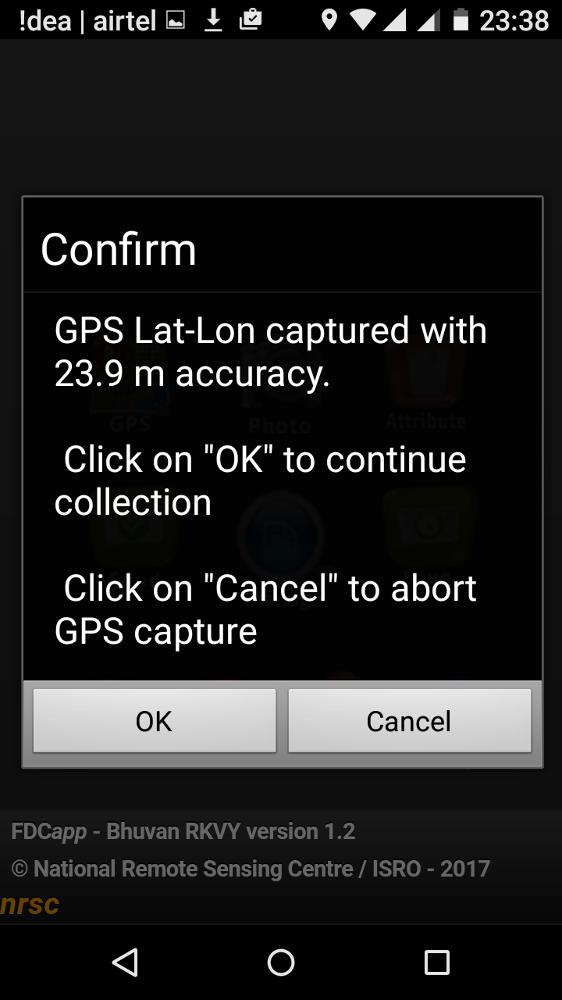 !dea | airtel 23:38
Confirm
GPS Lat-Lon captured with
23.9 m accuracy.
Click on "OK" to continue
collection
Click on "Cancel" to abort
GPS capture
GPS Photo Attribute
OK Cancel
FDCapp - Bhuvan RKVY version 1.2
© National Remote Sensing Centre / ISRO - 2017
nrsc